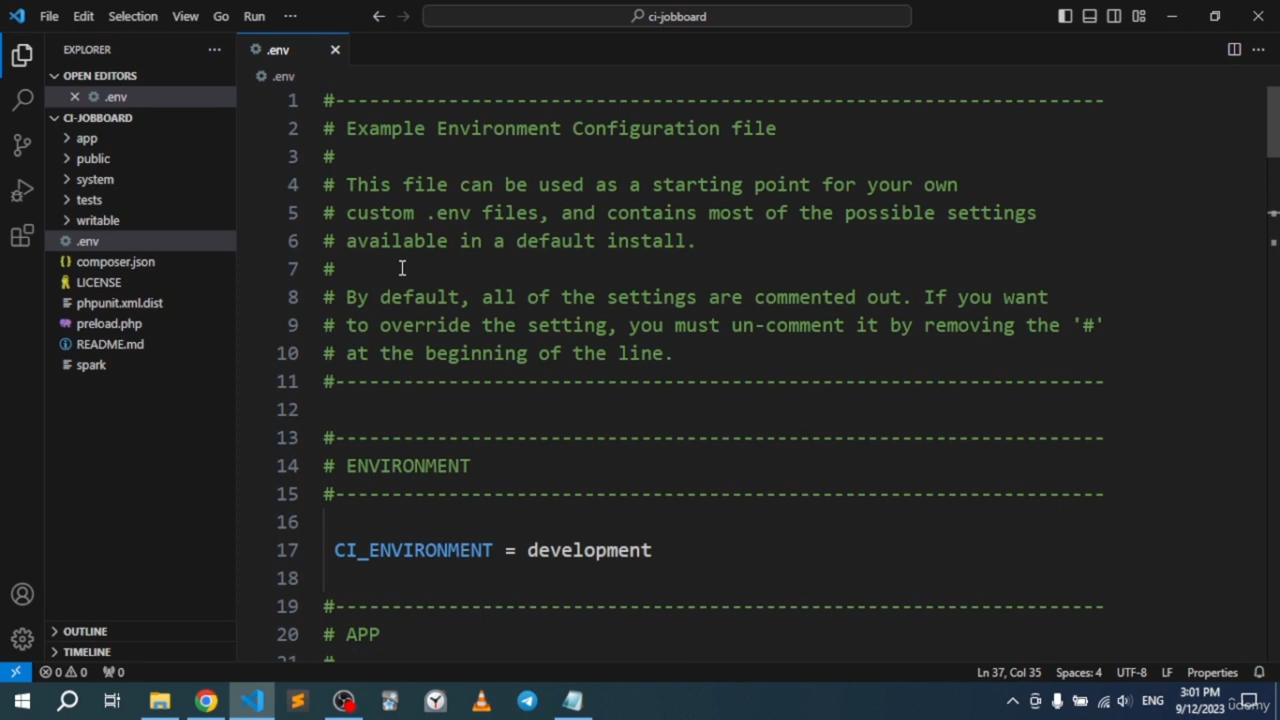 File Edit Selection View Go Run ··· ci-jobboard
EXPLORER ···
OPEN EDITORS
.env
CI-JOBBOARD
app
public
system
tests
writable
.env
composer.json
LICENSE
phpunit.xml.dist
preload.php
README.md
spark
OUTLINE
TIMELINE
.env
.env
1 #--------------------------------------------------------------------
2 # Example Environment Configuration file
3 #
4 # This file can be used as a starting point for your own
5 # custom .env files, and contains most of the possible settings
6 # available in a default install.
7 #
8 # By default, all of the settings are commented out. If you want
9 # to override the setting, you must un-comment it by removing the '#'
10 # at the beginning of the line.
11 #--------------------------------------------------------------------
12
13 #--------------------------------------------------------------------
14 # ENVIRONMENT
15 #--------------------------------------------------------------------
16
17 CI_ENVIRONMENT = development
18
19 #--------------------------------------------------------------------
20 # APP
21 #
0 0 0 Ln 37, Col 35 Spaces: 4 UTF-8 LF Properties
ENG 3:01 PM
9/12/2023
udemy